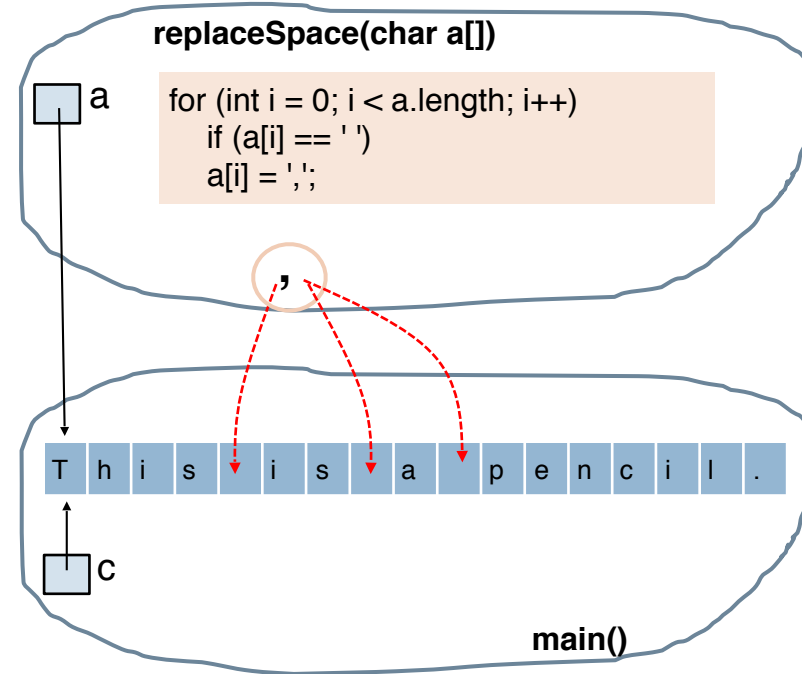 replaceSpace(char a[])
a
for (int i = 0; i < a.length; i++)
if (a[i] == ' ')
a[i] = ',';
,
T h i s i s a p e n c i l .
c
main()